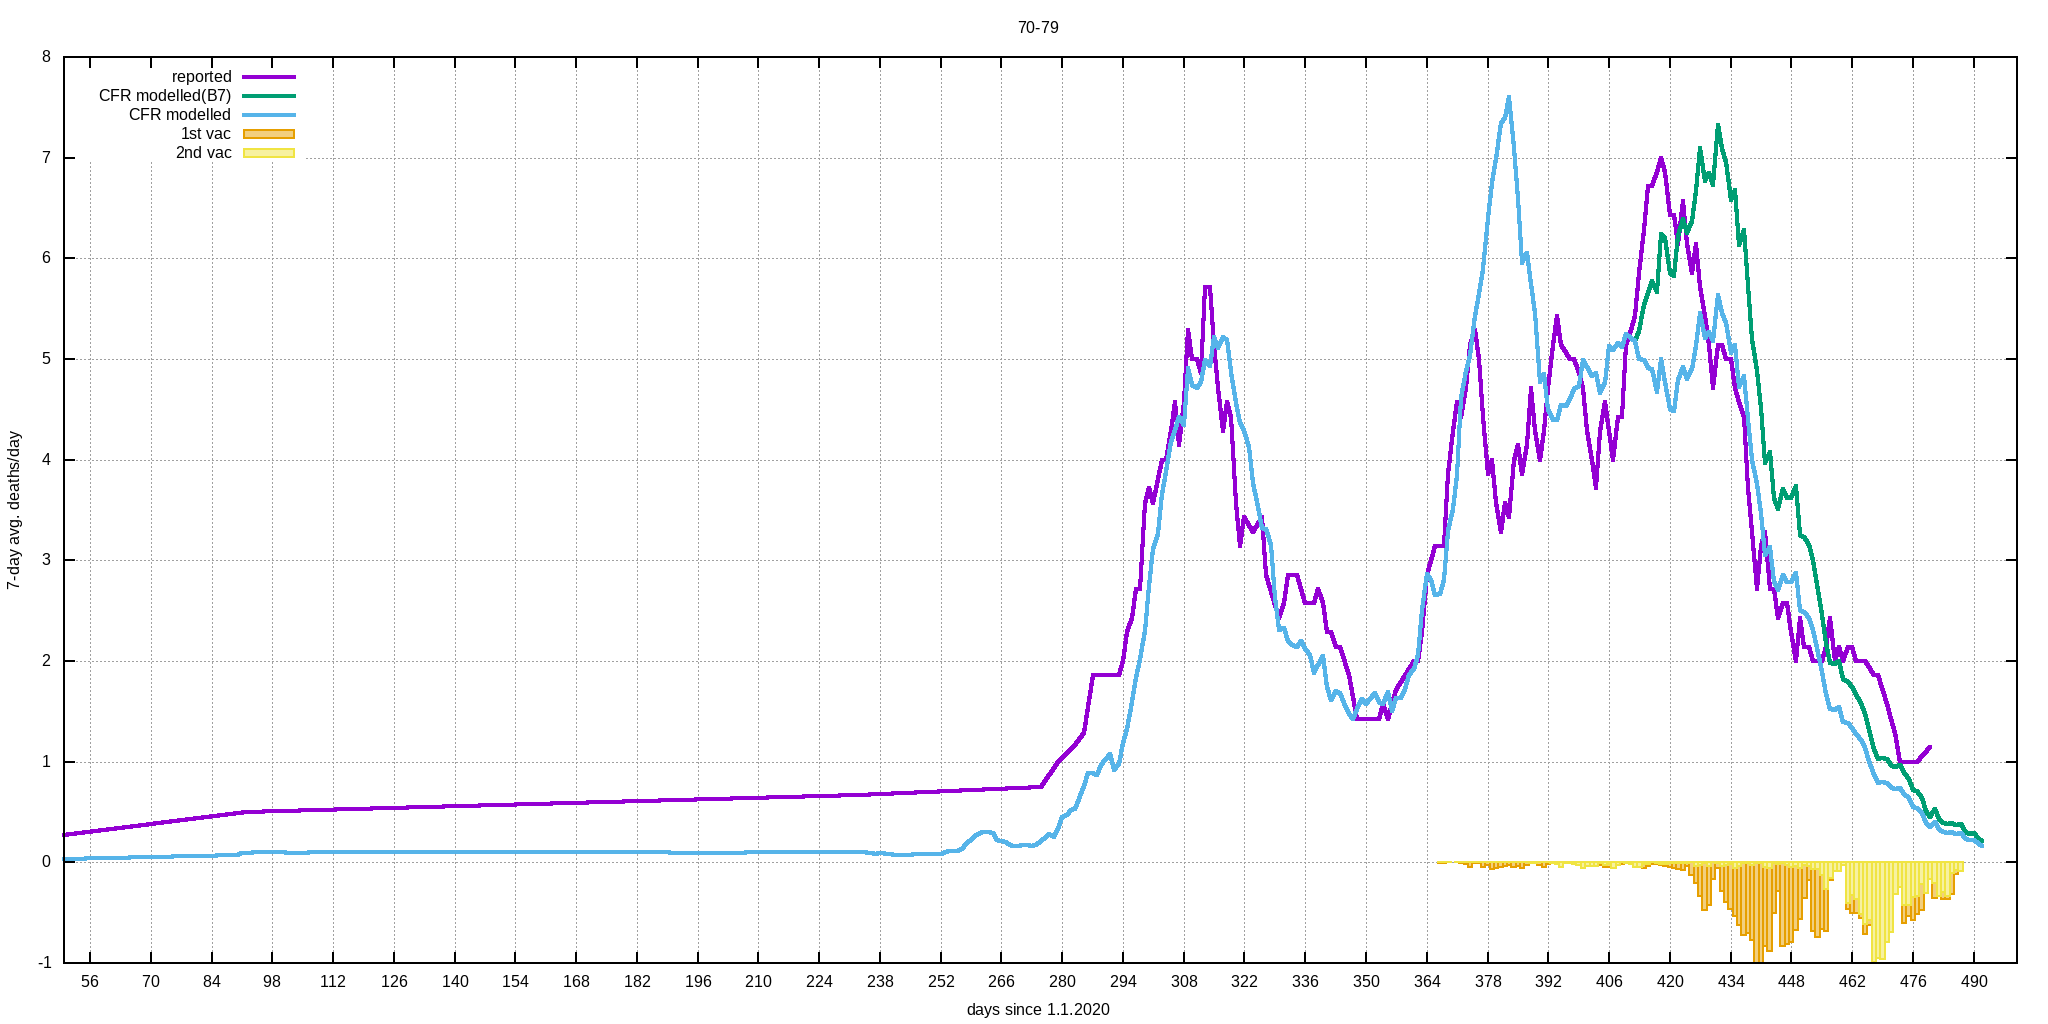 70-79
8
7
6
5
4
3
2
1
0
-1
7-day avg. deaths/day
reported
CFR modelled(B7)
CFR modelled
1st vac
2nd vac
56 70 84 98 112 126 140 154 168 182 196 210 224 238 252 266 280 294 308 322 336 350 364 378 392 406 420 434 448 462 476 490
days since 1.1.2020